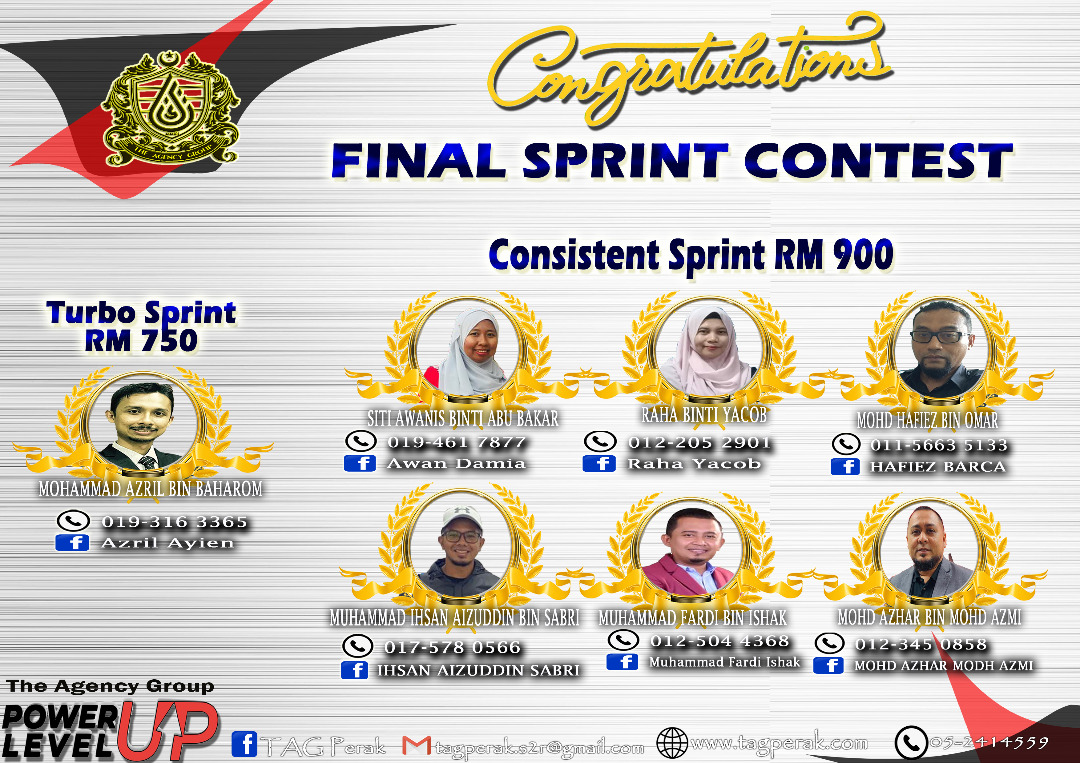 THE AGENCY GROUP
Congratulations
FINAL SPRINT CONTEST
Consistent Sprint RM 900
Turbo Sprint
RM 750
MOHAMMAD AZRIL BIN BAHAROM
019-316 3365
Azril Ayien
SITI AWANIS BINTI ABU BAKAR
019-461 7877
Awan Damia
RAHA BINTI YACOB
012-205 2901
Raha Yacob
MOHD HAFIEZ BIN OMAR
011-5663 5133
HAFIEZ BARCA
MUHAMMAD IHSAN AIZUDDIN BIN SABRI
017-578 0566
IHSAN AIZUDDIN SABRI
MUHAMMAD FARDI BIN ISHAK
012-504 4368
Muhammad Fardi Ishak
MOHD AZHAR BIN MOHD AZMI
012-345 0858
MOHD AZHAR MODH AZMI
The Agency Group
POWER UP
LEVEL
TAG Perak
tagperak.s2r@gmail.com
www.tagperak.com
05-2414559